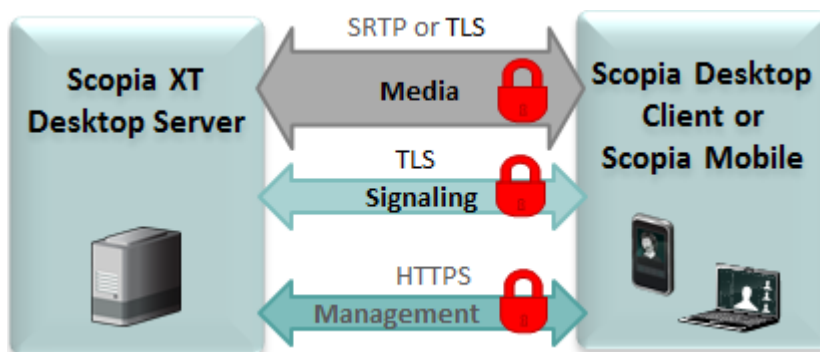 Scopia XT
Desktop Server
SRTP or TLS
Media
TLS
Signaling
HTTPS
Management
Scopia Desktop
Client or
Scopia Mobile